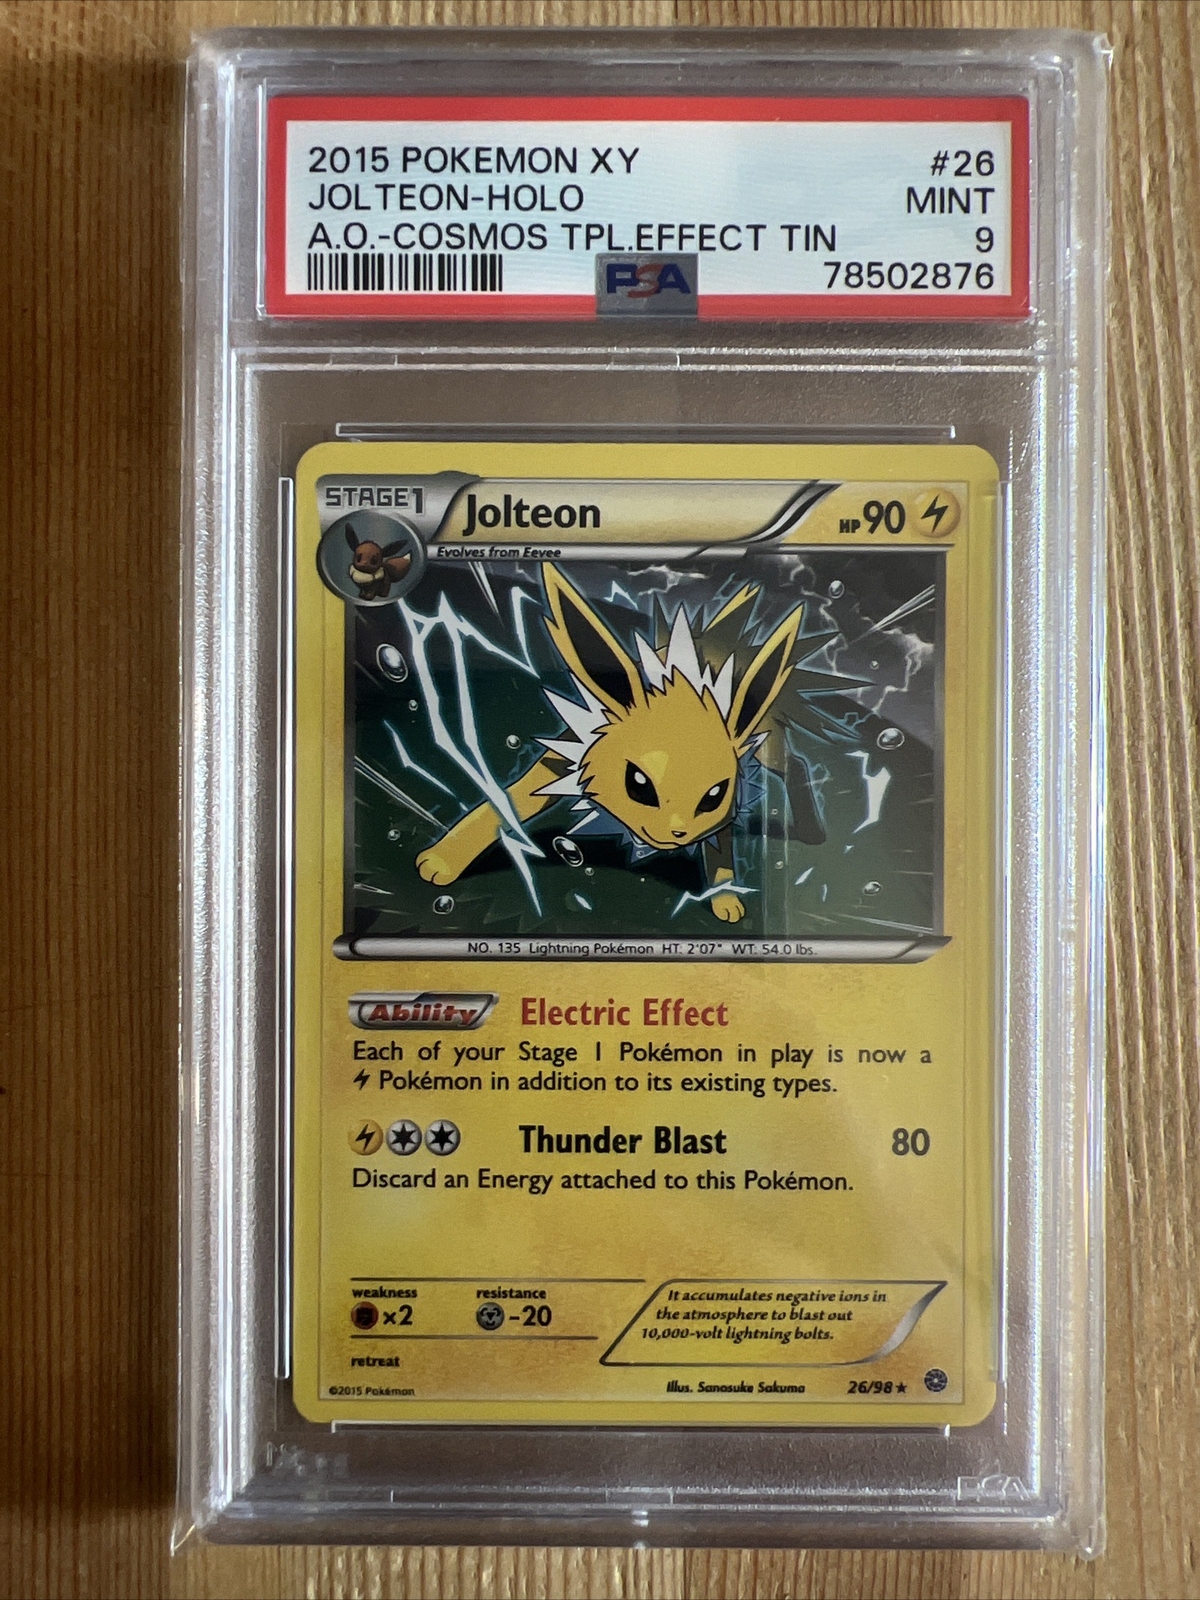 2015 POKEMON XY #26
JOLTEON-HOLO MINT
A.O.-COSMOS TPL.EFFECT TIN 9
PSA 78502876
STAGE1 Jolteon HP90
Evolves from Eevee
NO. 135 Lightning Pokémon HT: 2'07" WT: 54.0 lbs.
Ability Electric Effect
Each of your Stage 1 Pokémon in play is now a
Pokémon in addition to its existing types.
Thunder Blast 80
Discard an Energy attached to this Pokémon.
weakness resistance
×2 -20
It accumulates negative ions in
the atmosphere to blast out
10,000-volt lightning bolts.
retreat
©2015 Pokémon Illus. Sanosuke Sakuma 26/98★
PSA